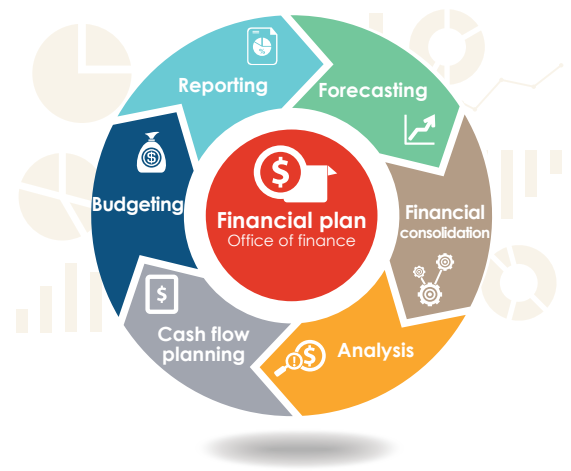 Reporting
Forecasting
Budgeting
Financial plan
Office of finance
Financial
consolidation
Cash flow
planning
Analysis
$
$
$
$
!